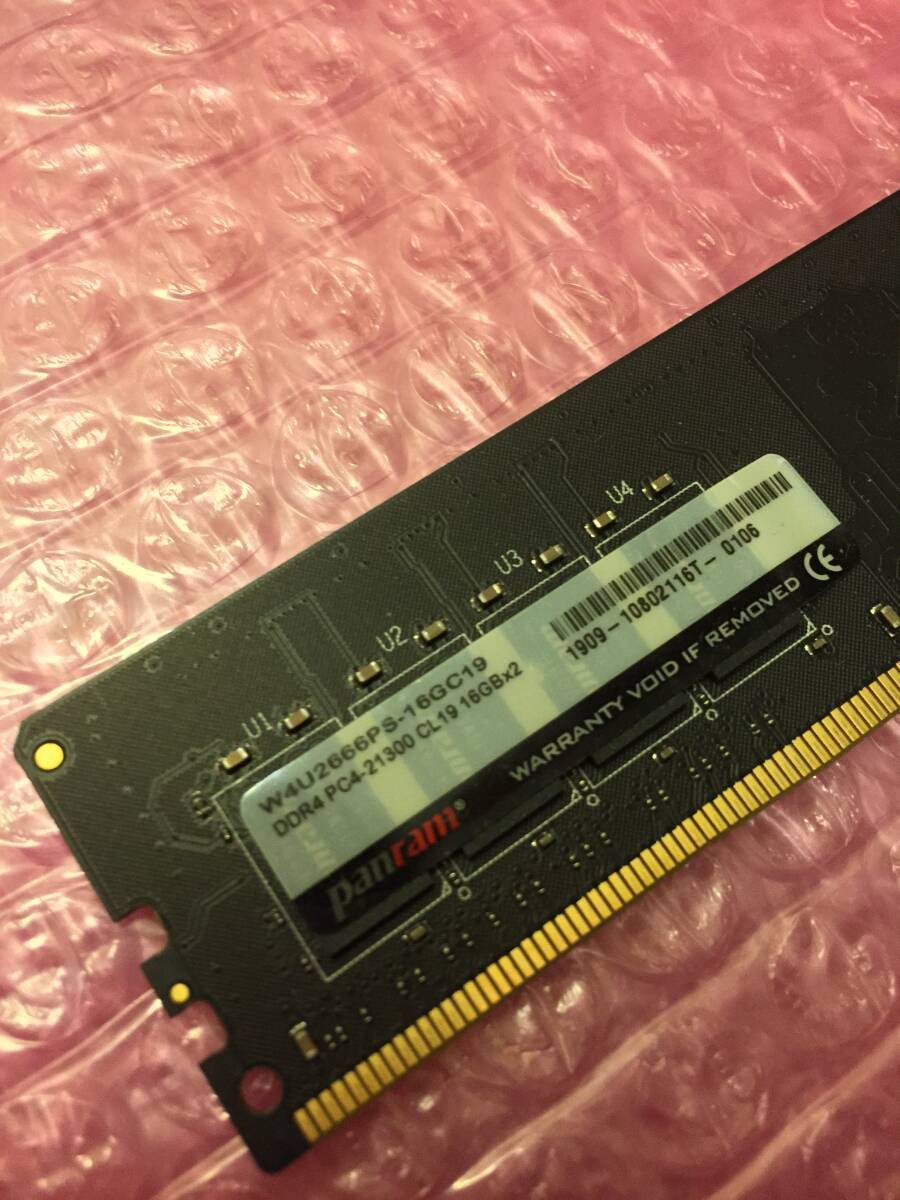 U1
U2
U3
U4
W4U2666PS-16GC19
DDR4 PC4-21300 CL19 16GBx2
1909-10802116T- 0106
panram®
WARRANTY VOID IF REMOVED CE